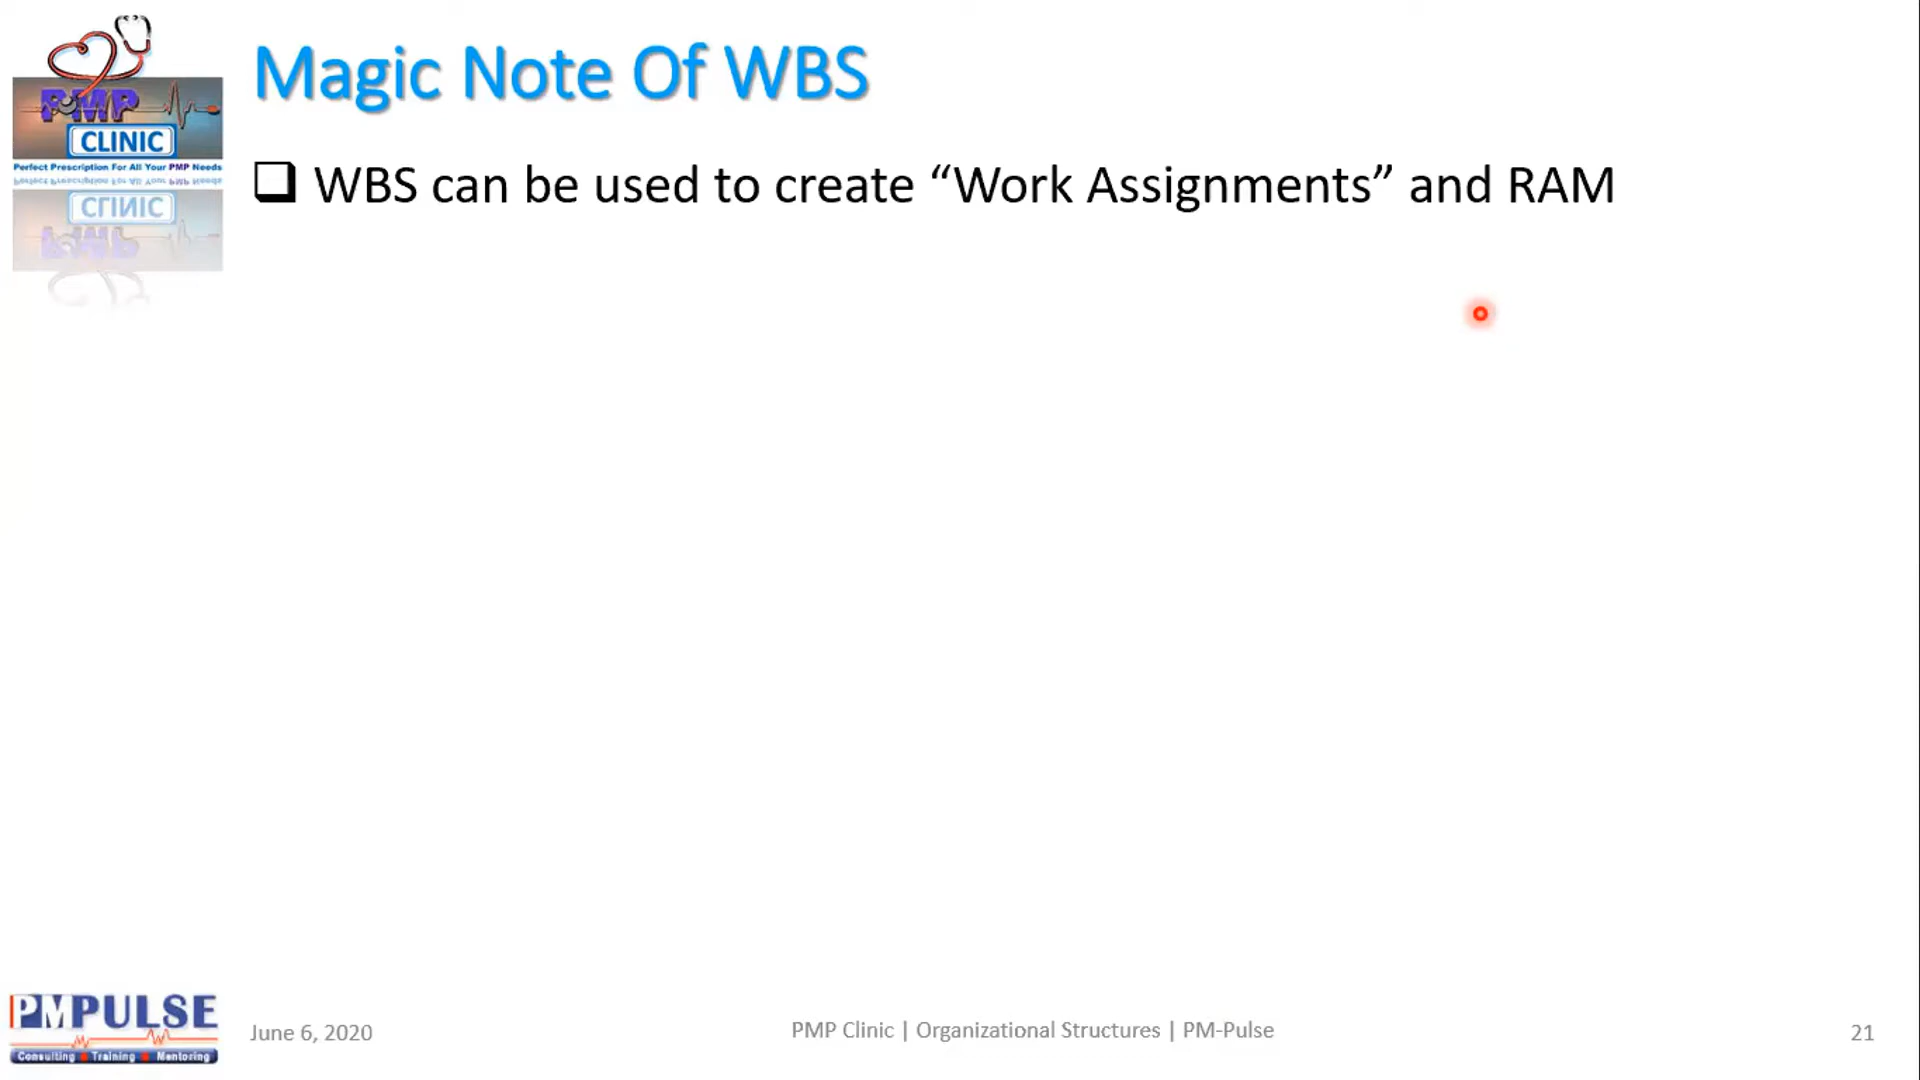 Magic Note Of WBS
PMP
CLINIC
Perfect Prescription For All Your PMP Needs
❑ WBS can be used to create “Work Assignments” and RAM
PMPULSE
Consulting Training Mentoring
June 6, 2020
PMP Clinic | Organizational Structures | PM-Pulse
21